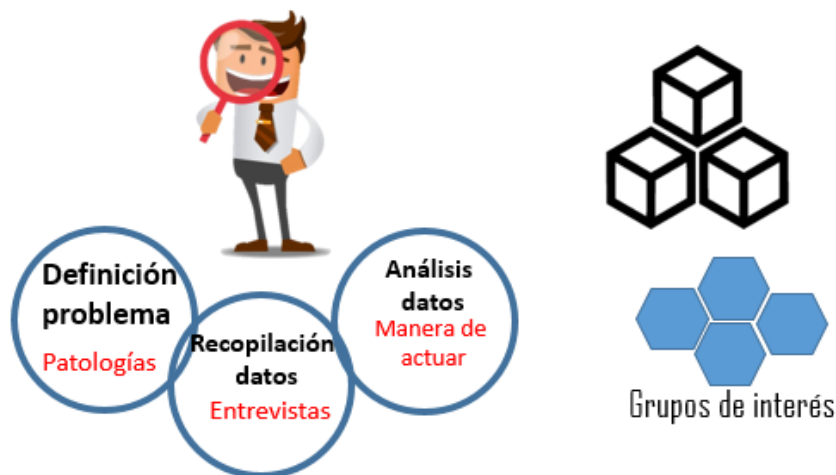 Definición
problema
Patologías
Recopilación
datos
Entrevistas
Análisis
datos
Manera de
actuar
Grupos de interés